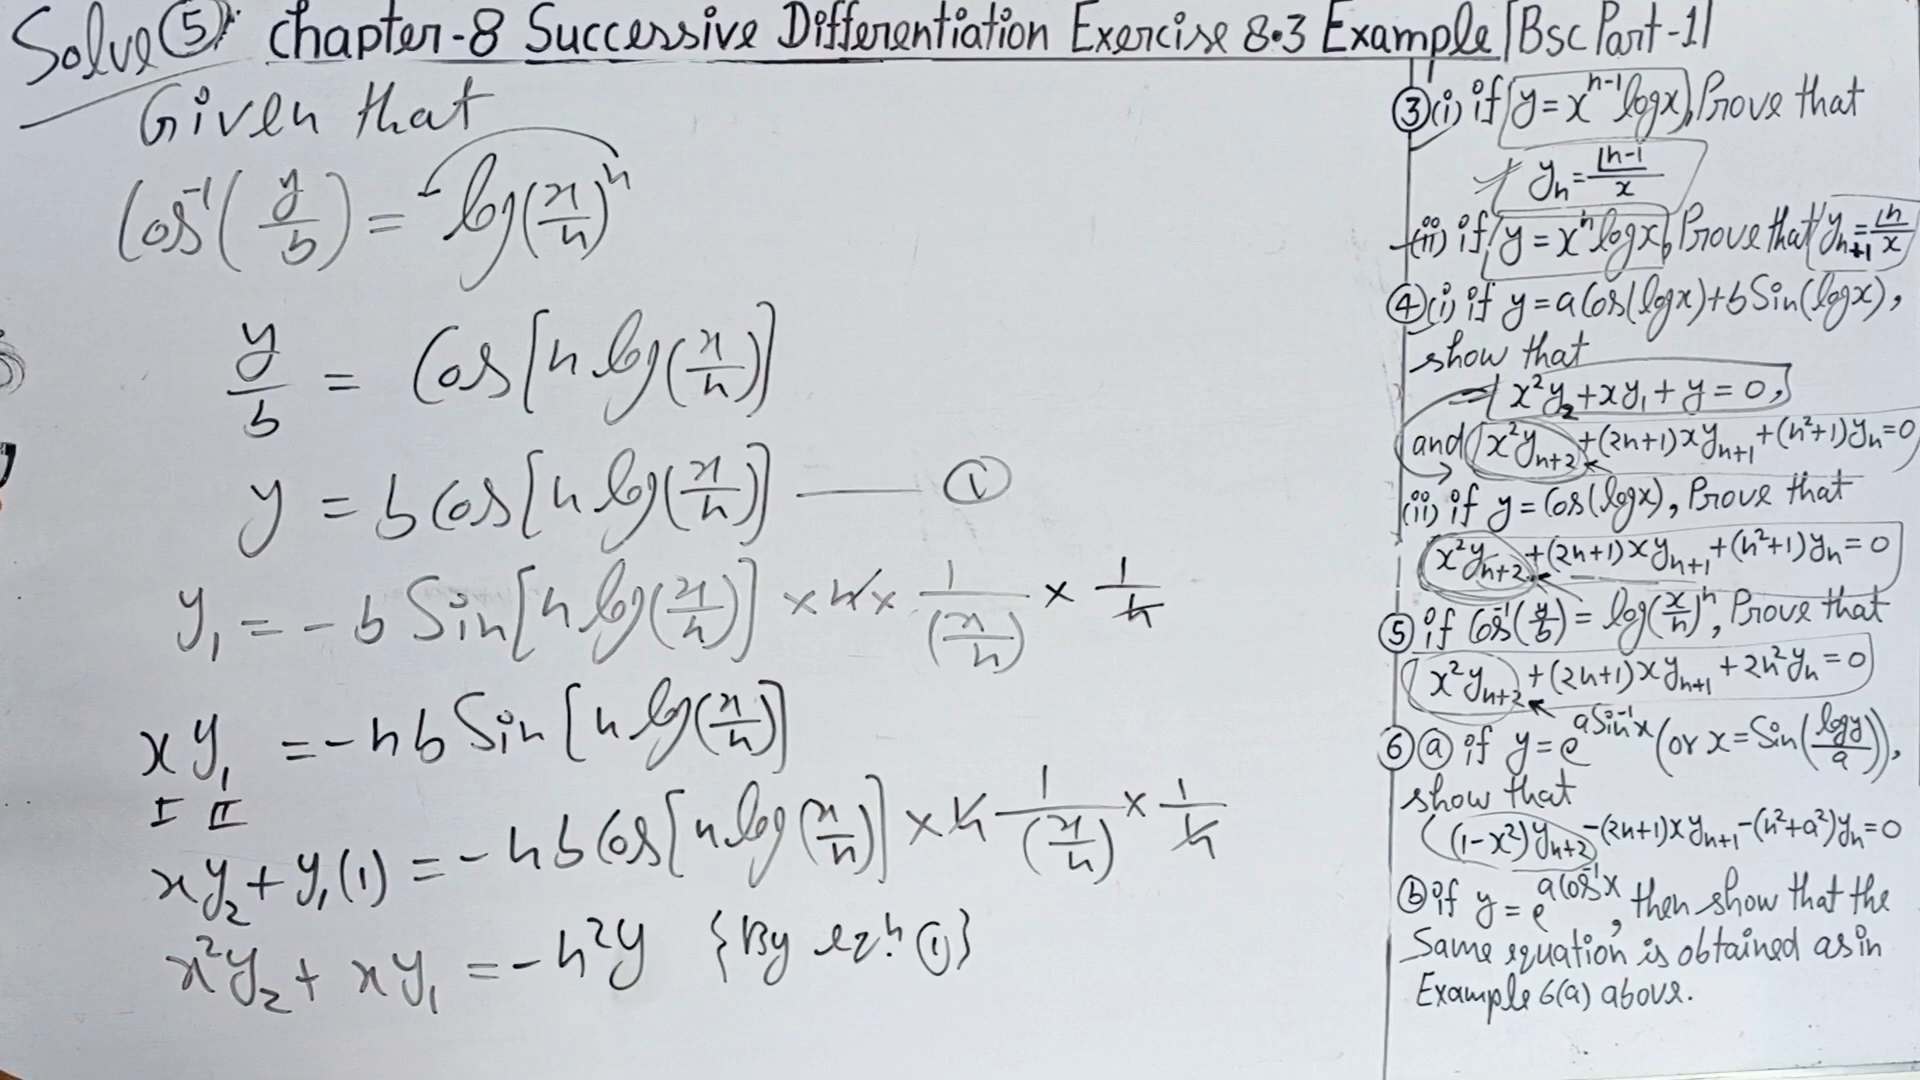 Solve ⑤: Chapter-8 Successive Differentiation Exercise 8.3 Example |Bsc Part-1|
Given that
Cos⁻¹(y/b) = log(x/n)ⁿ
y/b = Cos[n log(x/n)]
y = b Cos[n log(x/n)] —— ①
y₁ = -b Sin[n log(x/n)] × n × 1/(x/n) × 1/n
xy₁ = -nb Sin[n log(x/n)]
I II
xy₂ + y₁(1) = -nb Cos[n log(x/n)] × n 1/(x/n) × 1/n
x²y₂ + xy₁ = -n²y {By eqⁿ. ①}
③(i) if y = xⁿ⁻¹ log x, Prove that
yₙ = |n-1/x
(ii) if y = xⁿ log x, Prove that yₙ₊₁ = |n/x
④(i) if y = a Cos(log x) + b Sin(log x),
show that
x²y₂ + xy₁ + y = 0,
and x²yₙ₊₂ + (2n+1)xyₙ₊₁ + (n²+1)yₙ = 0
(ii) if y = Cos(log x), Prove that
x²yₙ₊₂ + (2n+1)xyₙ₊₁ + (n²+1)yₙ = 0
⑤ if Cos⁻¹(y/b) = log(x/n)ⁿ, Prove that
x²yₙ₊₂ + (2n+1)xyₙ₊₁ + 2n²yₙ = 0
⑥ⓐ if y = e^(a Sin⁻¹x) (or x = Sin(log y/a)),
show that
(1-x²)yₙ₊₂ - (2n+1)xyₙ₊₁ - (n²+a²)yₙ = 0
ⓑ if y = e^(a Cos⁻¹x), then show that the
Same equation is obtained as in
Example 6(a) above.